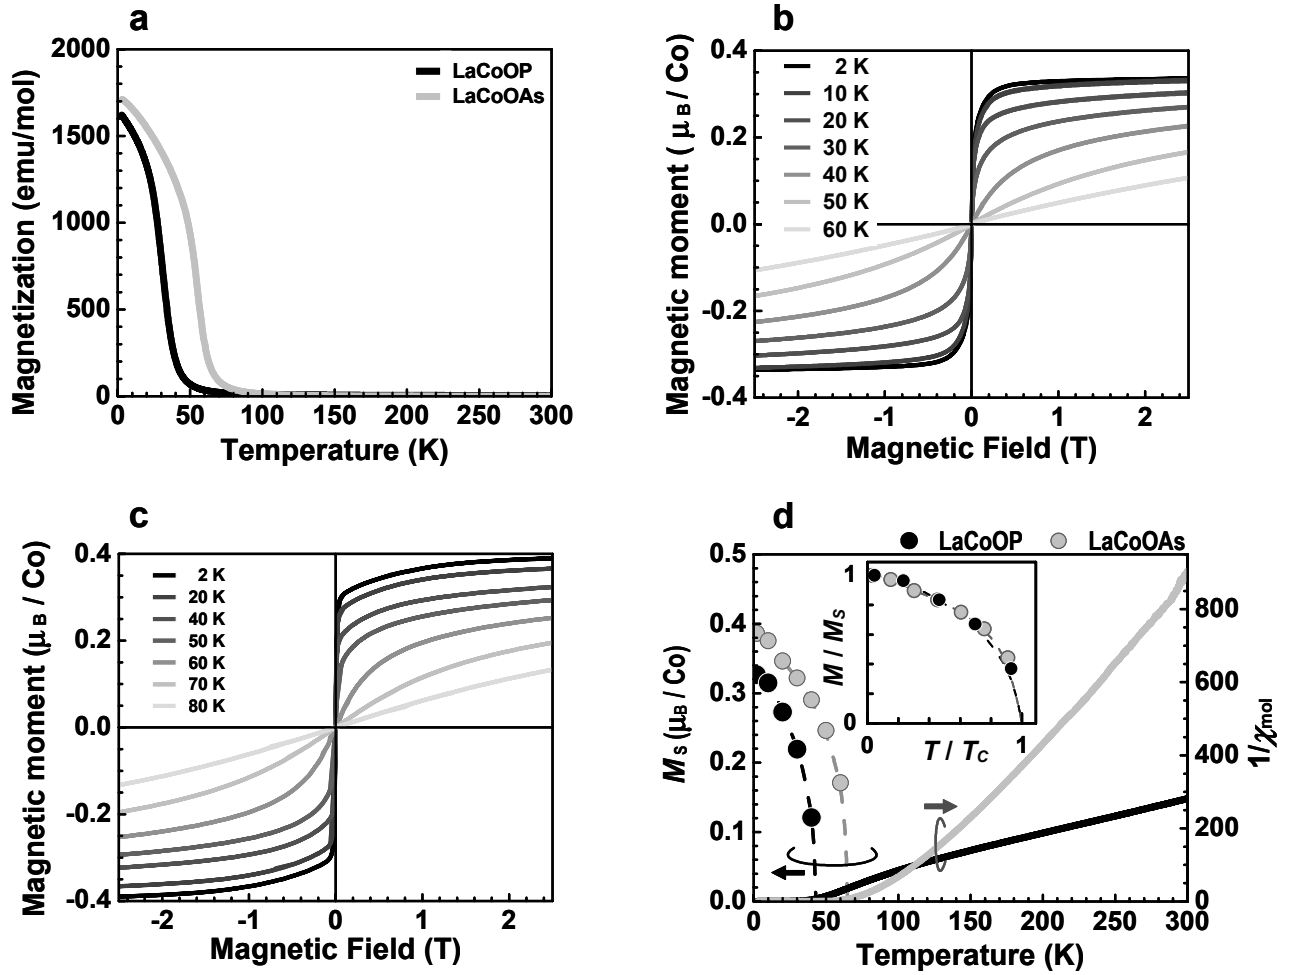 a
2000
1500
1000
500
0
Magnetization (emu/mol)
LaCoOP
LaCoOAs
0 50 100 150 200 250 300
Temperature (K)
b
0.4
0.2
0.0
-0.2
-0.4
Magnetic moment ( μ B / Co)
2 K
10 K
20 K
30 K
40 K
50 K
60 K
-2 -1 0 1 2
Magnetic Field (T)
c
0.4
0.2
0.0
-0.2
-0.4
Magnetic moment (μ B / Co)
2 K
20 K
40 K
50 K
60 K
70 K
80 K
-2 -1 0 1 2
Magnetic Field (T)
d
LaCoOP LaCoOAs
0.5
0.4
0.3
0.2
0.1
0.0
M S (μB / Co)
1
0
M / MS
0 1
T / TC
800
600
400
200
0
1/χmol
0 50 100 150 200 250 300
Temperature (K)